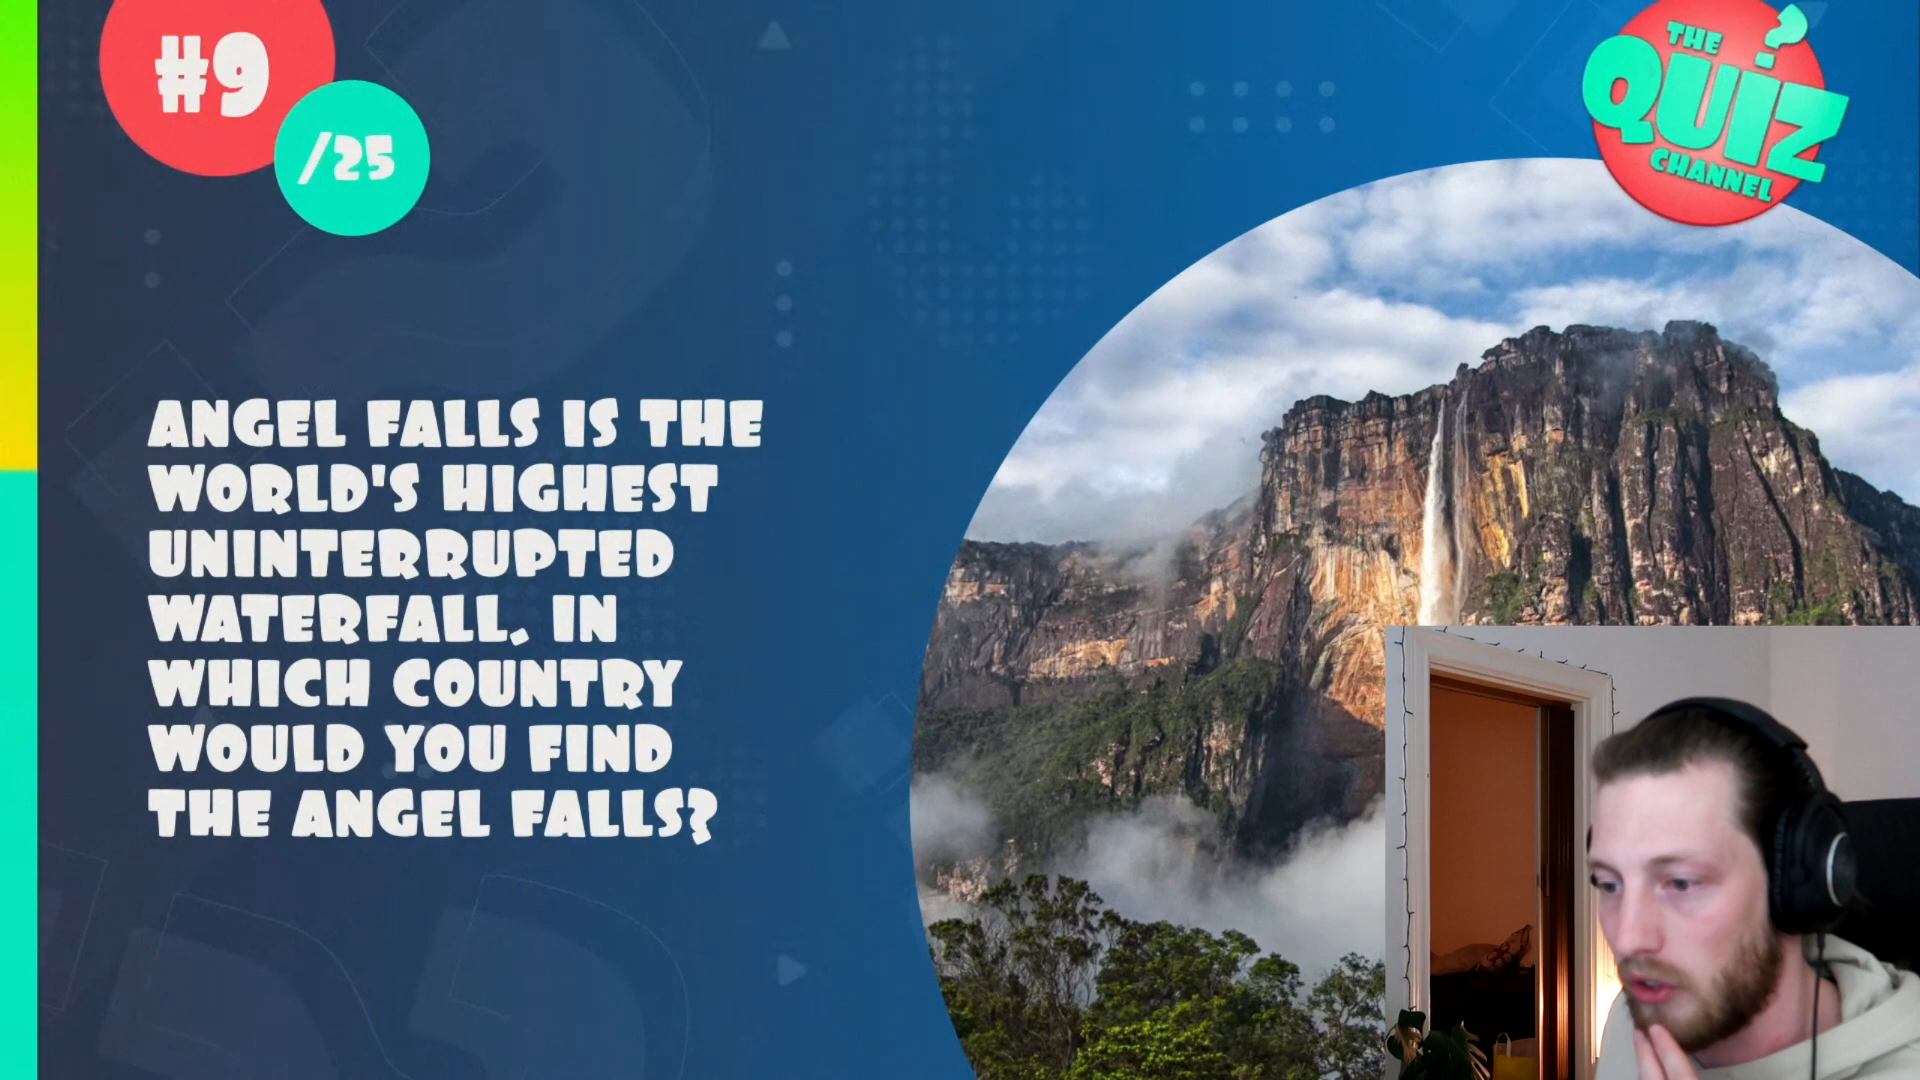 #9
/25
THE
QUIZ
CHANNEL
ANGEL FALLS IS THE
WORLD'S HIGHEST
UNINTERRUPTED
WATERFALL. IN
WHICH COUNTRY
WOULD YOU FIND
THE ANGEL FALLS?